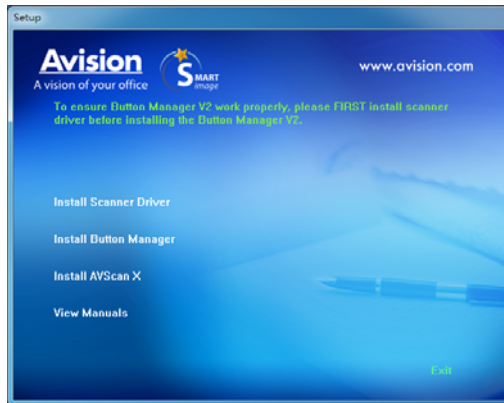 Setup
Avision
A vision of your office
SMART
Image
www.avision.com
To ensure Button Manager V2 work properly, please FIRST install scanner
driver before installing the Button Manager V2.
Install Scanner Driver
Install Button Manager
Install AVScan X
View Manuals
Exit